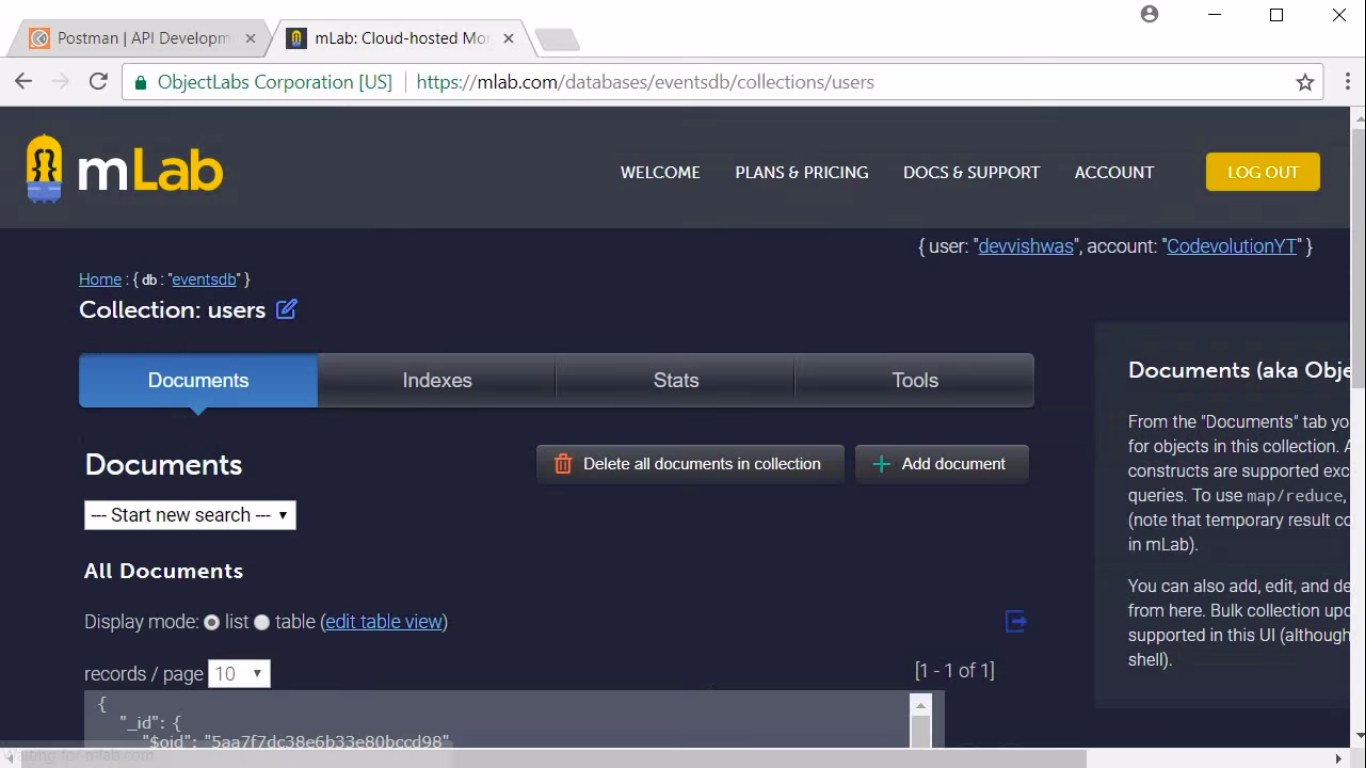 Postman | API Developm
mLab: Cloud-hosted Mor
ObjectLabs Corporation [US]
https://mlab.com/databases/eventsdb/collections/users
mLab
WELCOME
PLANS & PRICING
DOCS & SUPPORT
ACCOUNT
LOG OUT
{ user: "devvishwas", account: "CodevolutionYT" }
Home : { db : "eventsdb" }
Collection: users
Documents
Indexes
Stats
Tools
Documents
Delete all documents in collection
Add document
--- Start new search ---
All Documents
Display mode: list table (edit table view)
records / page 10
[1 - 1 of 1]
{
"_id": {
"$oid": "5aa7f7dc38e6b33e80bccd98"
Waiting for mlab.com
Documents (aka Obje
From the "Documents" tab yo
for objects in this collection. A
constructs are supported exc
queries. To use map/reduce,
(note that temporary result co
in mLab).
You can also add, edit, and de
from here. Bulk collection upd
supported in this UI (although
shell).